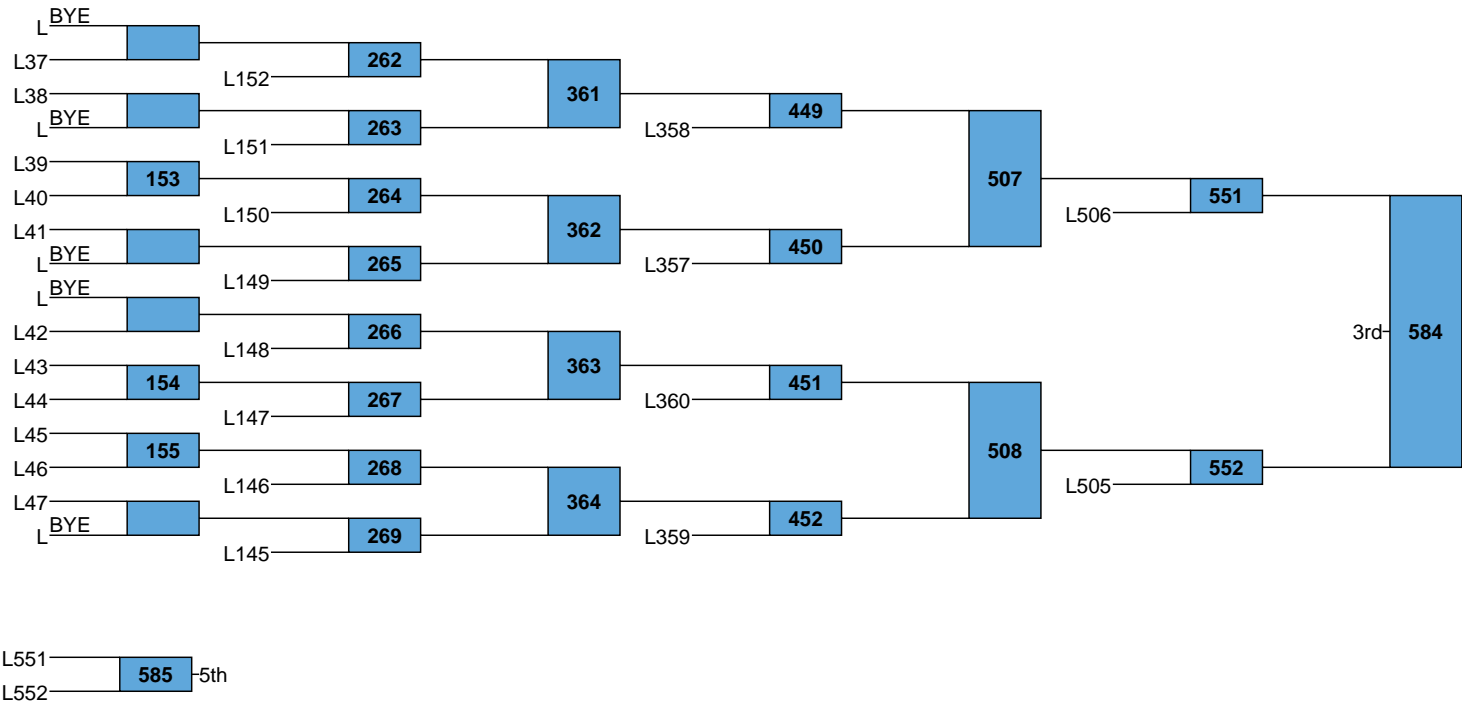 BYE
L
L37
L38
BYE
L
L39
L40
L41
BYE
L
BYE
L
L42
L43
L44
L45
L46
L47
BYE
L
153
154
155
L152
L151
L150
L149
L148
L147
L146
L145
262
263
264
265
266
267
268
269
361
362
363
364
L358
L357
L360
L359
449
450
451
452
507
508
L506
L505
551
552
3rd
584
L551
L552
585
5th